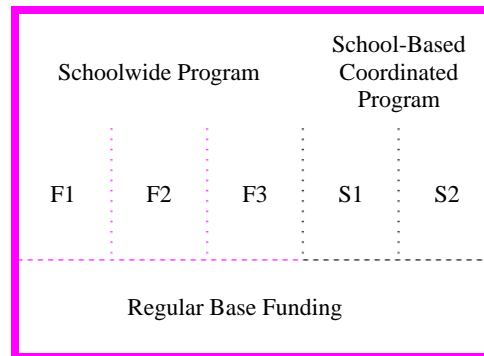 Schoolwide Program
School-Based
Coordinated
Program
F1 F2 F3 S1 S2
Regular Base Funding